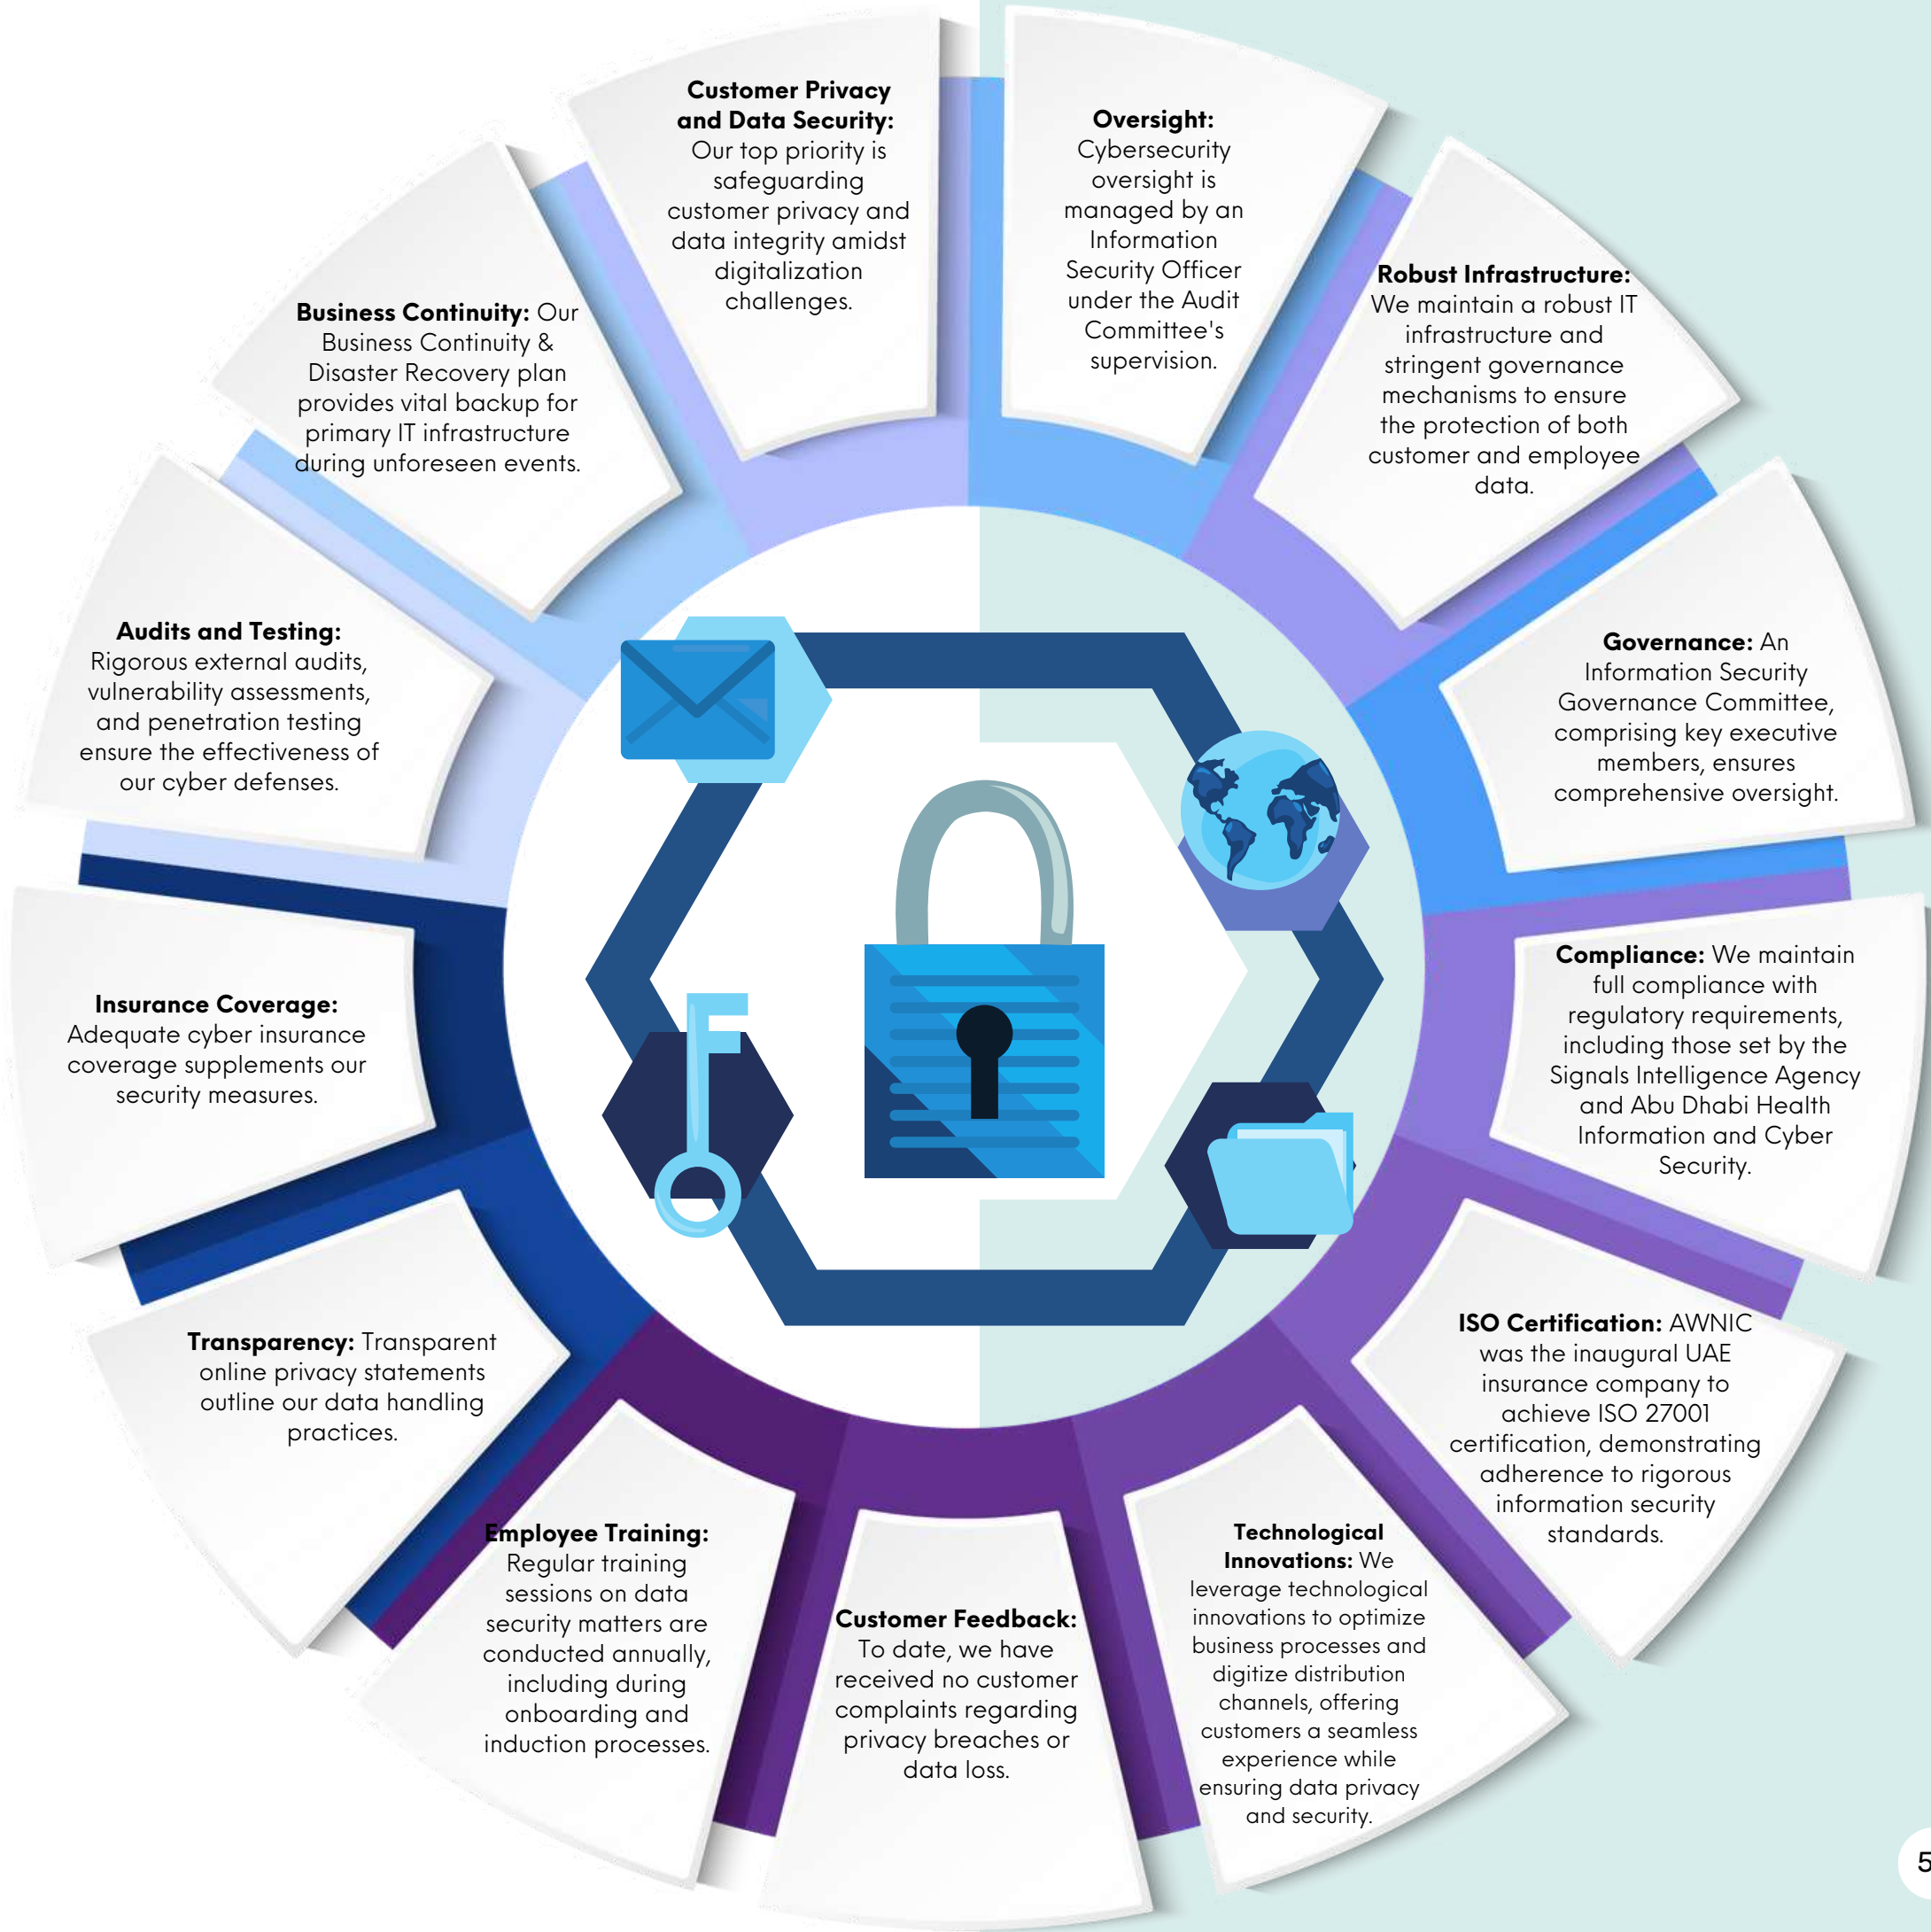 Customer Privacy
and Data Security:
Our top priority is
safeguarding
customer privacy and
data integrity amidst
digitalization
challenges.
Oversight:
Cybersecurity
oversight is
managed by an
Information
Security Officer
under the Audit
Committee's
supervision.
Robust Infrastructure:
We maintain a robust IT
infrastructure and
stringent governance
mechanisms to ensure
the protection of both
customer and employee
data.
Governance: An
Information Security
Governance Committee,
comprising key executive
members, ensures
comprehensive oversight.
Compliance: We maintain
full compliance with
regulatory requirements,
including those set by the
Signals Intelligence Agency
and Abu Dhabi Health
Information and Cyber
Security.
ISO Certification: AWNIC
was the inaugural UAE
insurance company to
achieve ISO 27001
certification, demonstrating
adherence to rigorous
information security
standards.
Technological
Innovations: We
leverage technological
innovations to optimize
business processes and
digitize distribution
channels, offering
customers a seamless
experience while
ensuring data privacy
and security.
Customer Feedback:
To date, we have
received no customer
complaints regarding
privacy breaches or
data loss.
Employee Training:
Regular training
sessions on data
security matters are
conducted annually,
including during
onboarding and
induction processes.
Transparency: Transparent
online privacy statements
outline our data handling
practices.
Insurance Coverage:
Adequate cyber insurance
coverage supplements our
security measures.
Audits and Testing:
Rigorous external audits,
vulnerability assessments,
and penetration testing
ensure the effectiveness of
our cyber defenses.
Business Continuity: Our
Business Continuity &
Disaster Recovery plan
provides vital backup for
primary IT infrastructure
during unforeseen events.